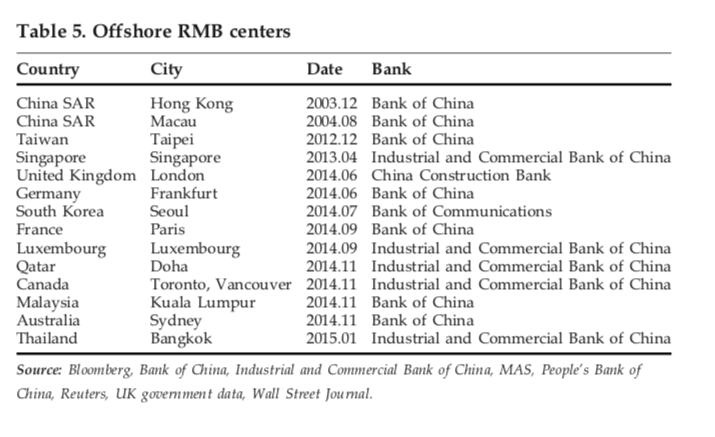 Table 5. Offshore RMB centers
Country City Date Bank
China SAR Hong Kong 2003.12 Bank of China
China SAR Macau 2004.08 Bank of China
Taiwan Taipei 2012.12 Bank of China
Singapore Singapore 2013.04 Industrial and Commercial Bank of China
United Kingdom London 2014.06 China Construction Bank
Germany Frankfurt 2014.06 Bank of China
South Korea Seoul 2014.07 Bank of Communications
France Paris 2014.09 Bank of China
Luxembourg Luxembourg 2014.09 Industrial and Commercial Bank of China
Qatar Doha 2014.11 Industrial and Commercial Bank of China
Canada Toronto, Vancouver 2014.11 Industrial and Commercial Bank of China
Malaysia Kuala Lumpur 2014.11 Bank of China
Australia Sydney 2014.11 Bank of China
Thailand Bangkok 2015.01 Industrial and Commercial Bank of China
Source: Bloomberg, Bank of China, Industrial and Commercial Bank of China, MAS, People's Bank of
China, Reuters, UK government data, Wall Street Journal.